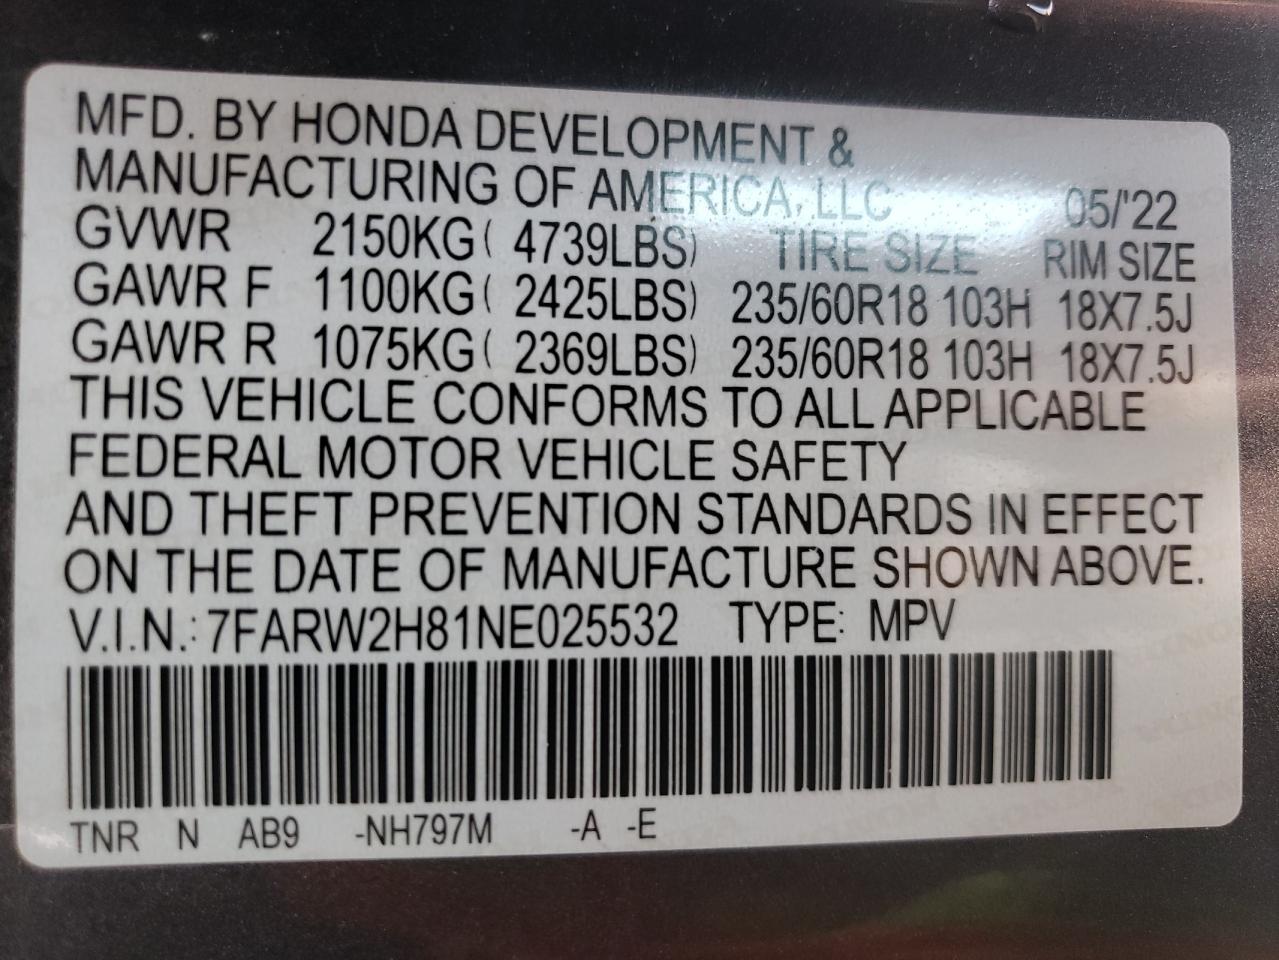 MFD. BY HONDA DEVELOPMENT &
MANUFACTURING OF AMERICA, LLC 05/'22
GVWR 2150KG ( 4739LBS) TIRE SIZE RIM SIZE
GAWR F 1100KG ( 2425LBS) 235/60R18 103H 18X7.5J
GAWR R 1075KG ( 2369LBS) 235/60R18 103H 18X7.5J
THIS VEHICLE CONFORMS TO ALL APPLICABLE
FEDERAL MOTOR VEHICLE SAFETY
AND THEFT PREVENTION STANDARDS IN EFFECT
ON THE DATE OF MANUFACTURE SHOWN ABOVE.
V.I.N.: 7FARW2H81NE025532 TYPE: MPV
TNR N AB9 -NH797M -A -E